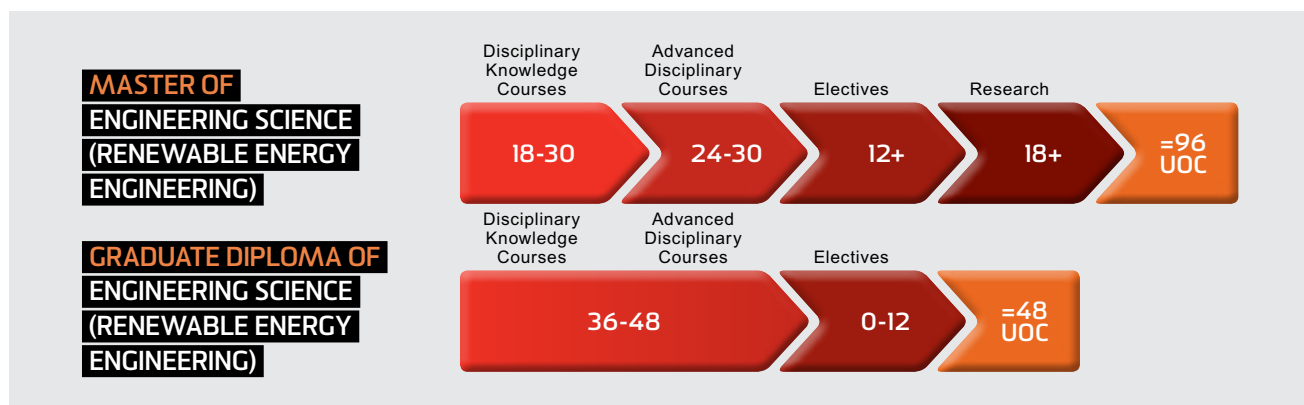 MASTER OF
ENGINEERING SCIENCE
(RENEWABLE ENERGY
ENGINEERING)
Disciplinary
Knowledge
Courses
Advanced
Disciplinary
Courses
Electives
Research
18-30
24-30
12+
18+
=96
UOC
GRADUATE DIPLOMA OF
ENGINEERING SCIENCE
(RENEWABLE ENERGY
ENGINEERING)
Disciplinary
Knowledge
Courses
Advanced
Disciplinary
Courses
Electives
36-48
0-12
=48
UOC